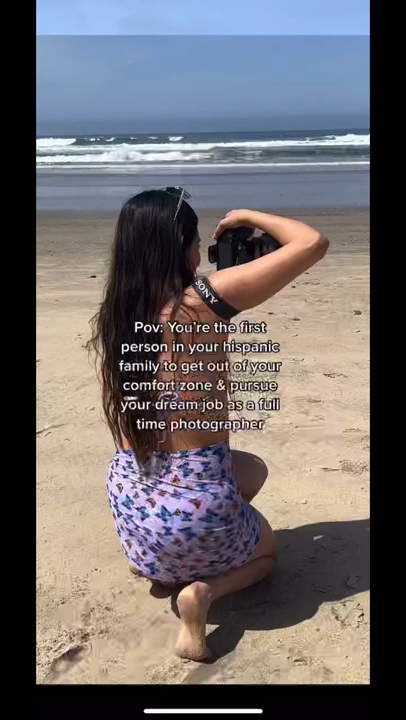 SONY
Pov: You're the first
person in your hispanic
family to get out of your
comfort zone & pursue
your dream job as a full
time photographer